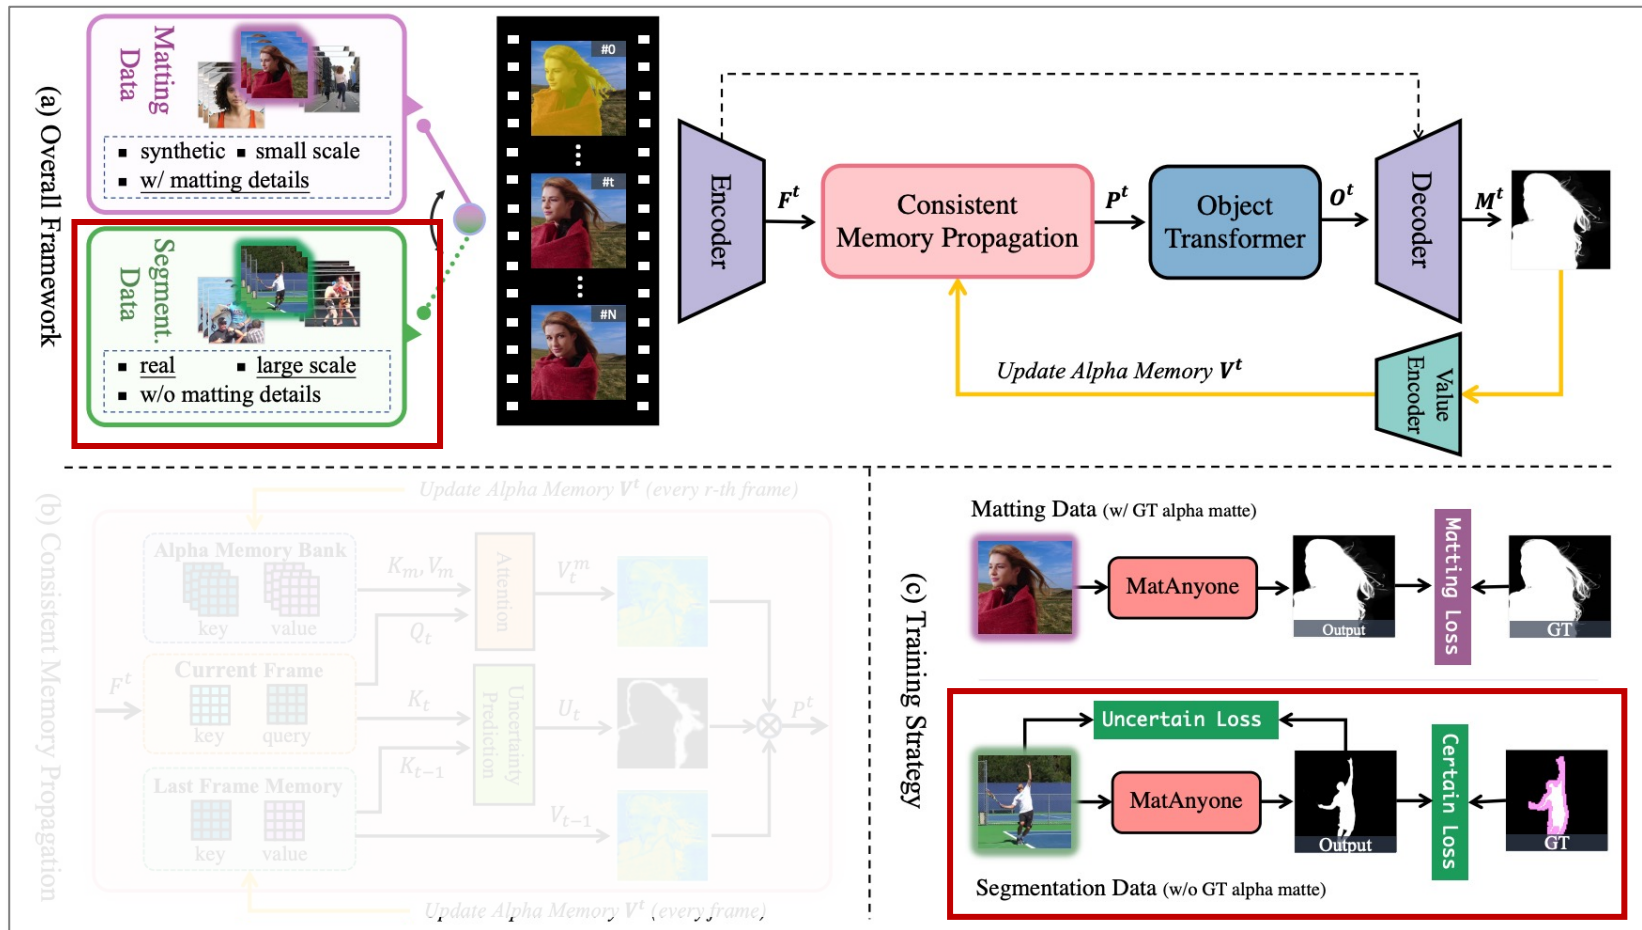 (a) Overall Framework
Matting
Data
▪ synthetic ▪ small scale
▪ w/ matting details
Segment.
Data
▪ real ▪ large scale
▪ w/o matting details
#0
#t
#N
Encoder
F^t
Consistent
Memory Propagation
P^t
Object
Transformer
O^t
Decoder
M^t
Value
Encoder
Update Alpha Memory V^t
(b) Consistent Memory Propagation
Update Alpha Memory V^t (every r-th frame)
Alpha Memory Bank
key value
K_m, V_m
Attention
V_t^m
Q_t
F^t
Current Frame
key query
K_t
Uncertainty
Prediction
U_t
P^t
K_{t-1}
Last Frame Memory
key value
V_{t-1}
Update Alpha Memory V^t (every frame)
(c) Training Strategy
Matting Data (w/ GT alpha matte)
MatAnyone
Output
Matting Loss
GT
Uncertain Loss
MatAnyone
Output
Certain Loss
GT
Segmentation Data (w/o GT alpha matte)